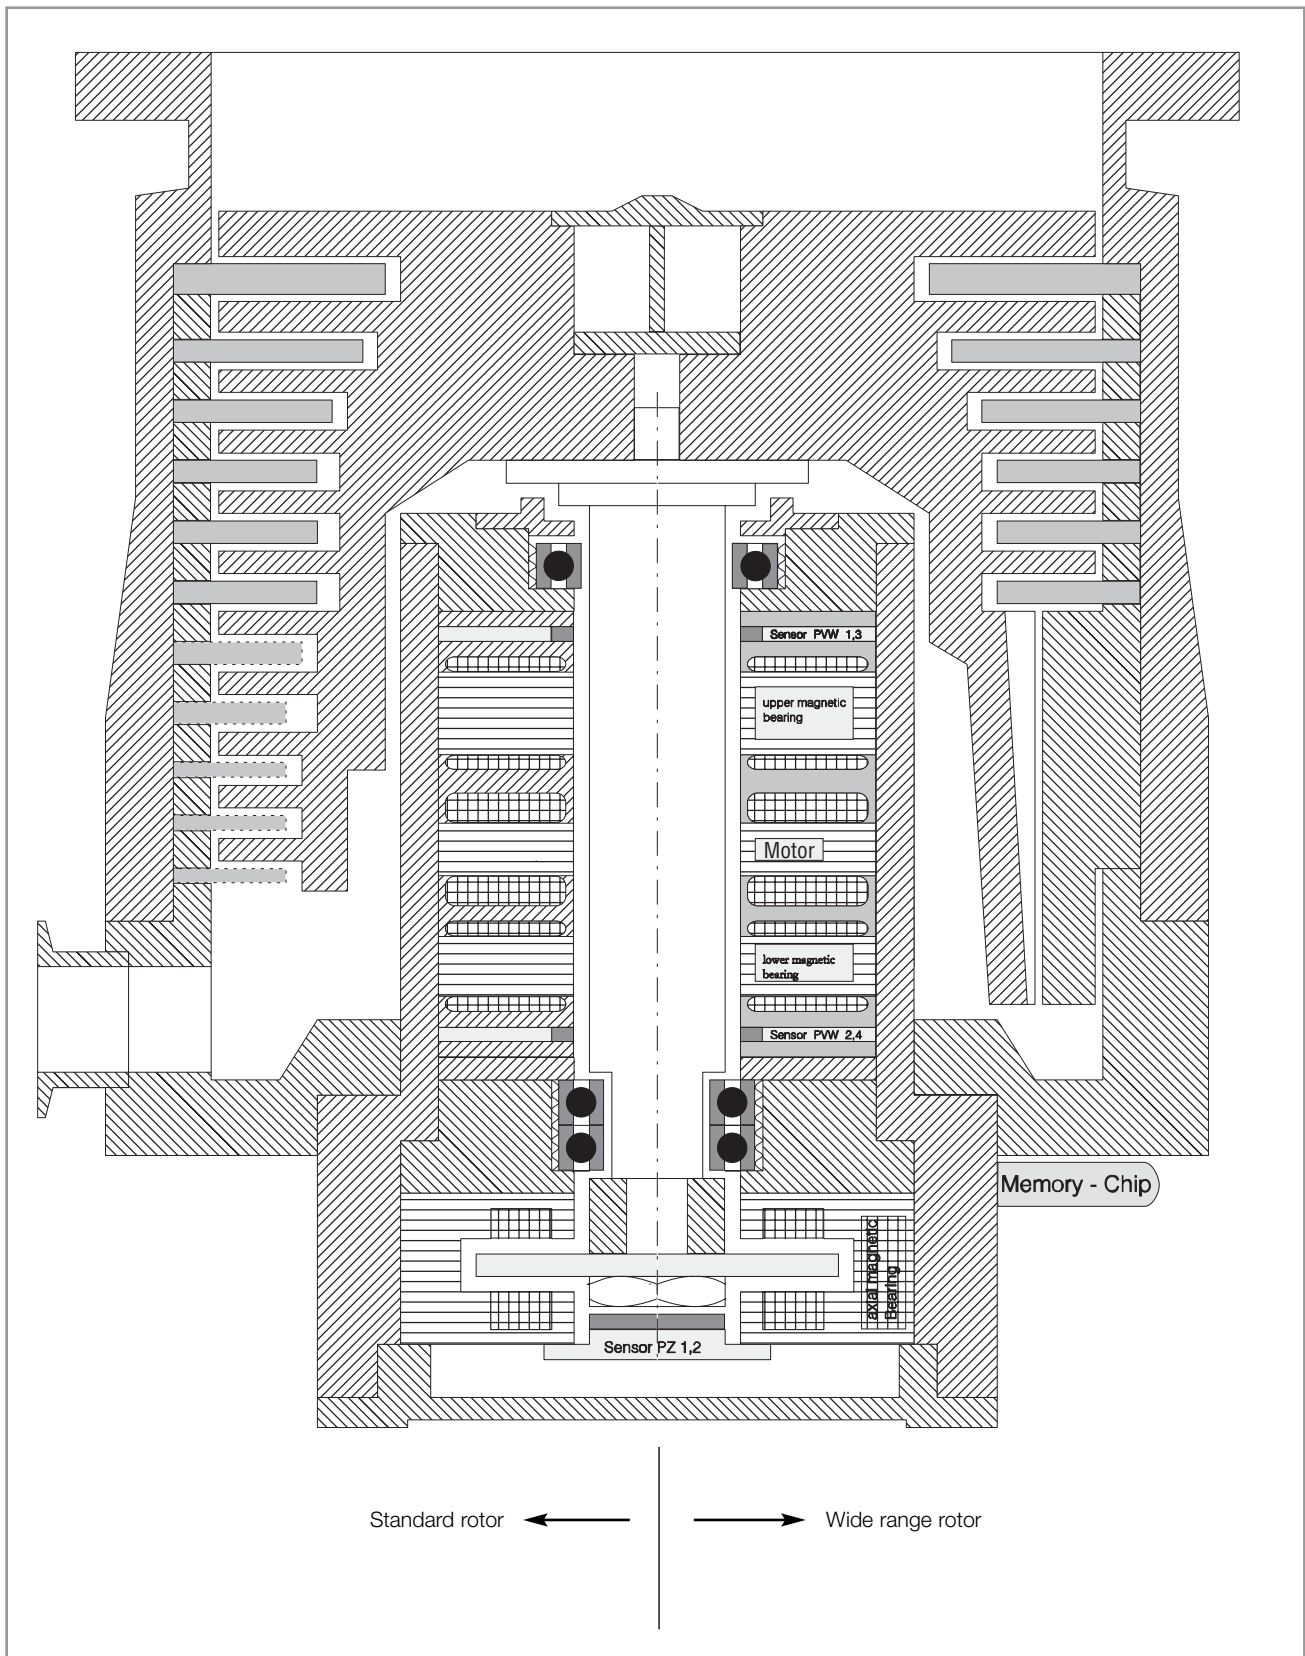 Sensor PVW 1,3
upper magnetic
bearing
Motor
lower magnetic
bearing
Sensor PVW 2,4
Memory - Chip
axial magnetic
Bearing
Sensor PZ 1,2
Standard rotor
Wide range rotor